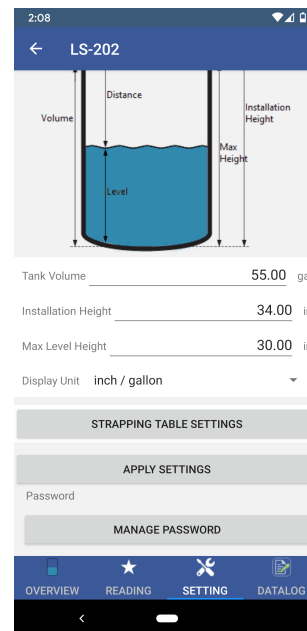 2:08
LS-202
Distance
Volume
Installation
Height
Max
Height
Level
Tank Volume 55.00
Installation Height 34.00
Max Level Height 30.00
Display Unit inch / gallon
STRAPPING TABLE SETTINGS
APPLY SETTINGS
Password
MANAGE PASSWORD
OVERVIEW READING SETTING DATALOG